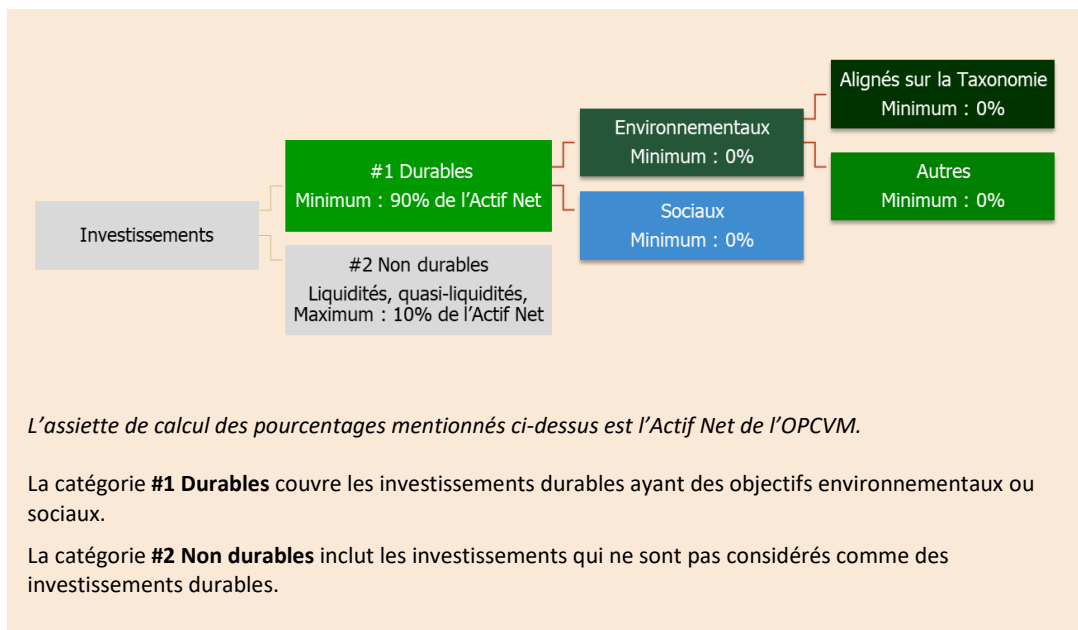 Investissements
#1 Durables
Minimum : 90% de l’Actif Net
#2 Non durables
Liquidités, quasi-liquidités,
Maximum : 10% de l’Actif Net
Environnementaux
Minimum : 0%
Sociaux
Minimum : 0%
Alignés sur la Taxonomie
Minimum : 0%
Autres
Minimum : 0%
L’assiette de calcul des pourcentages mentionnés ci-dessus est l’Actif Net de l’OPCVM.
La catégorie #1 Durables couvre les investissements durables ayant des objectifs environnementaux ou
sociaux.
La catégorie #2 Non durables inclut les investissements qui ne sont pas considérés comme des
investissements durables.